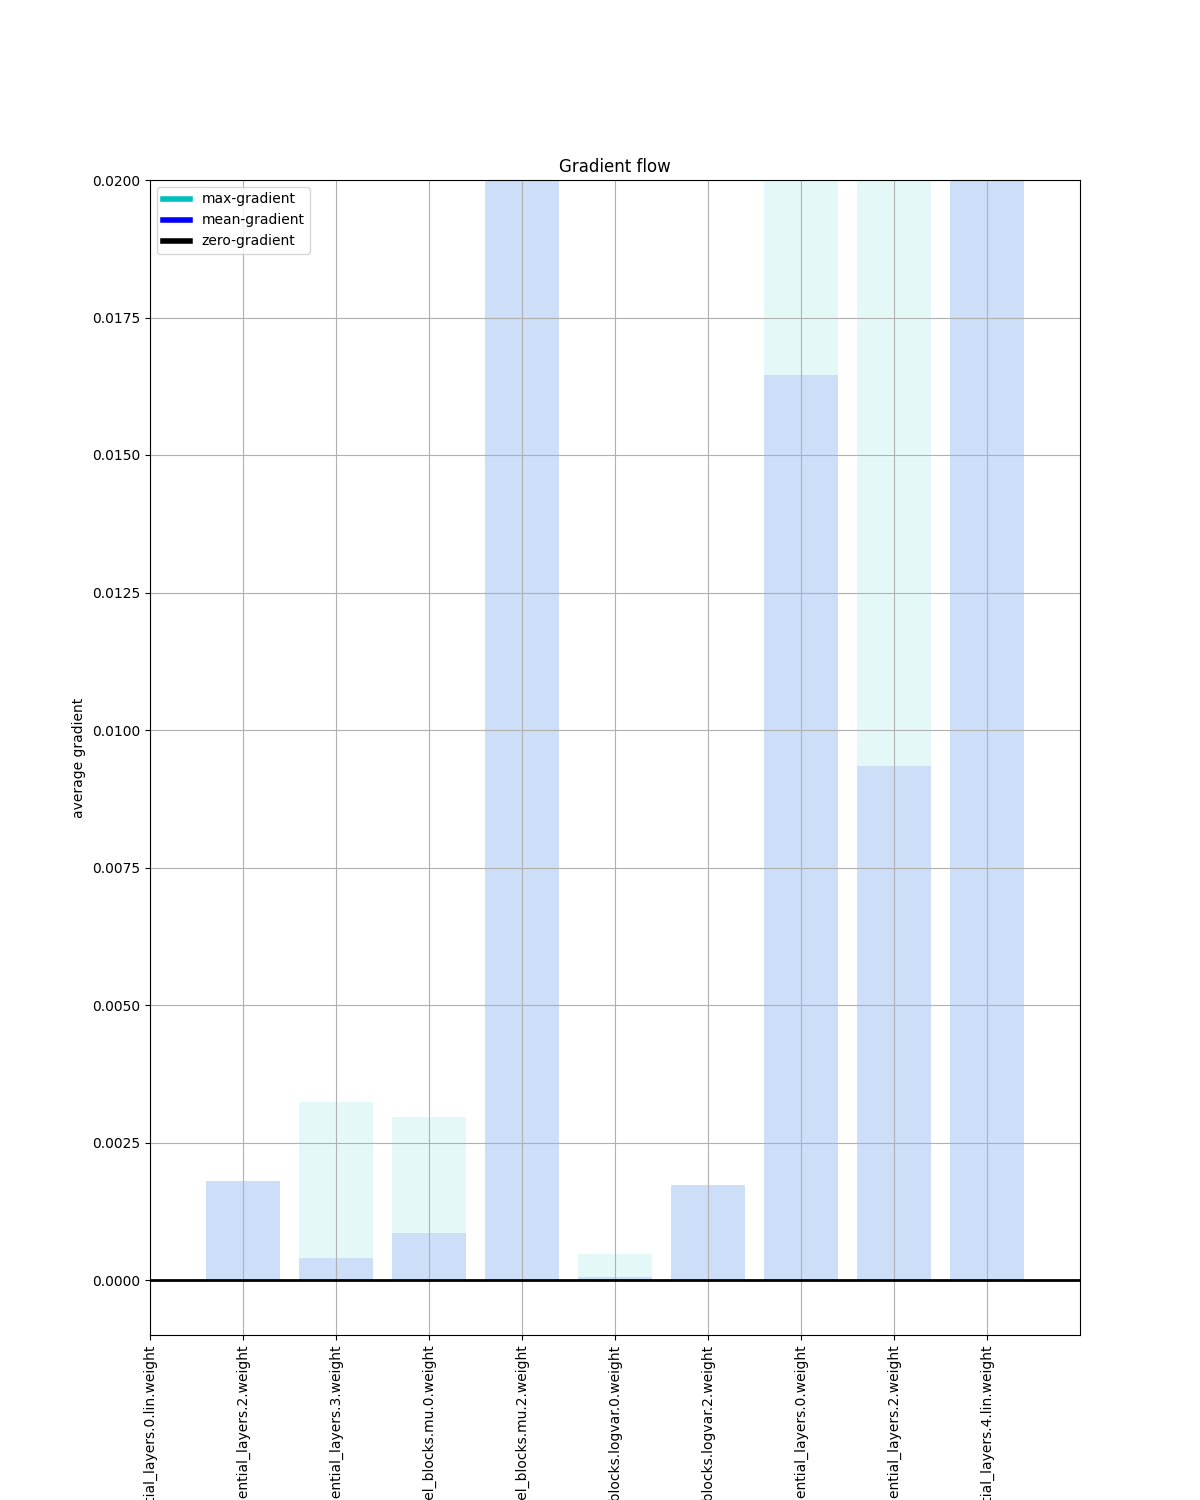 Gradient flow
max-gradient
mean-gradient
zero-gradient
0.0200
0.0175
0.0150
0.0125
0.0100
0.0075
0.0050
0.0025
0.0000
average gradient
tial_layers.0.lin.weight
ential_layers.2.weight
ential_layers.3.weight
el_blocks.mu.0.weight
el_blocks.mu.2.weight
blocks.logvar.0.weight
blocks.logvar.2.weight
ential_layers.0.weight
ential_layers.2.weight
tial_layers.4.lin.weight